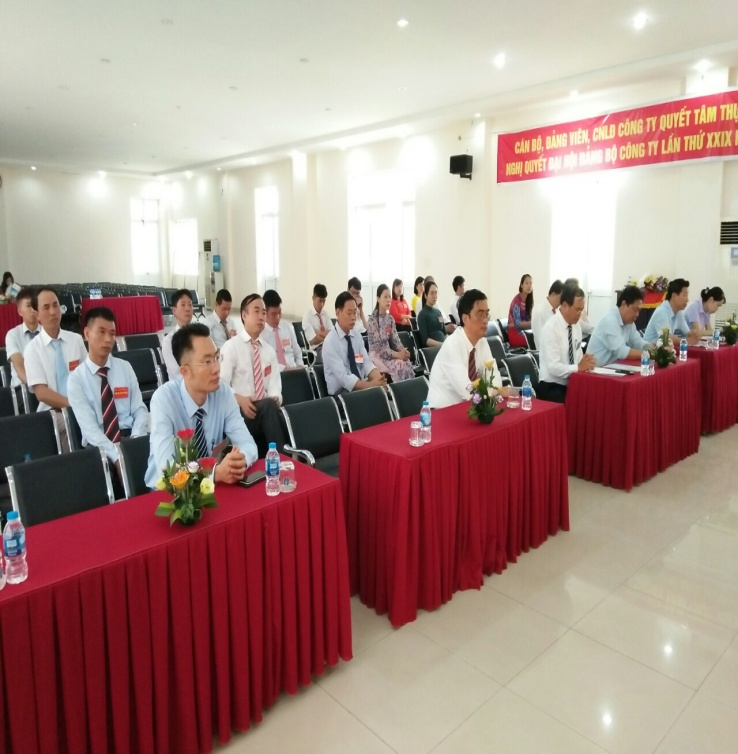 CÁN BỘ, ĐẢNG VIÊN, CNLĐ CÔNG TY QUYẾT TÂM
NGHỊ QUYẾT ĐẠI HỘI ĐẢNG BỘ CÔNG TY LẦN THỨ XXIX